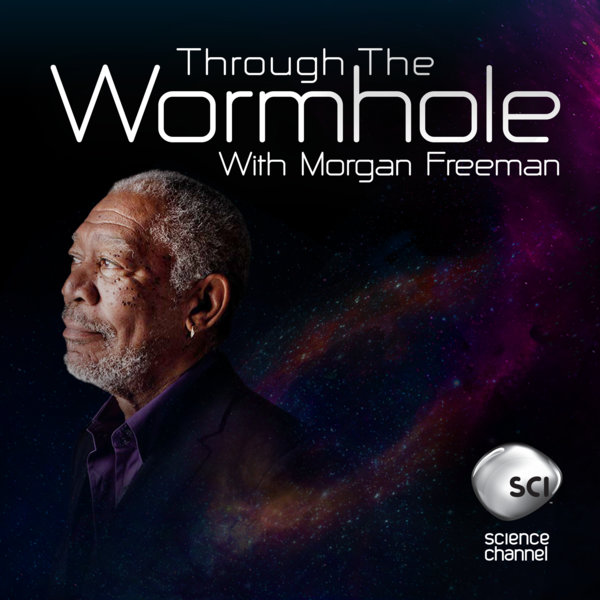 Through The
Wormhole
With Morgan Freeman
SCI
science
channel